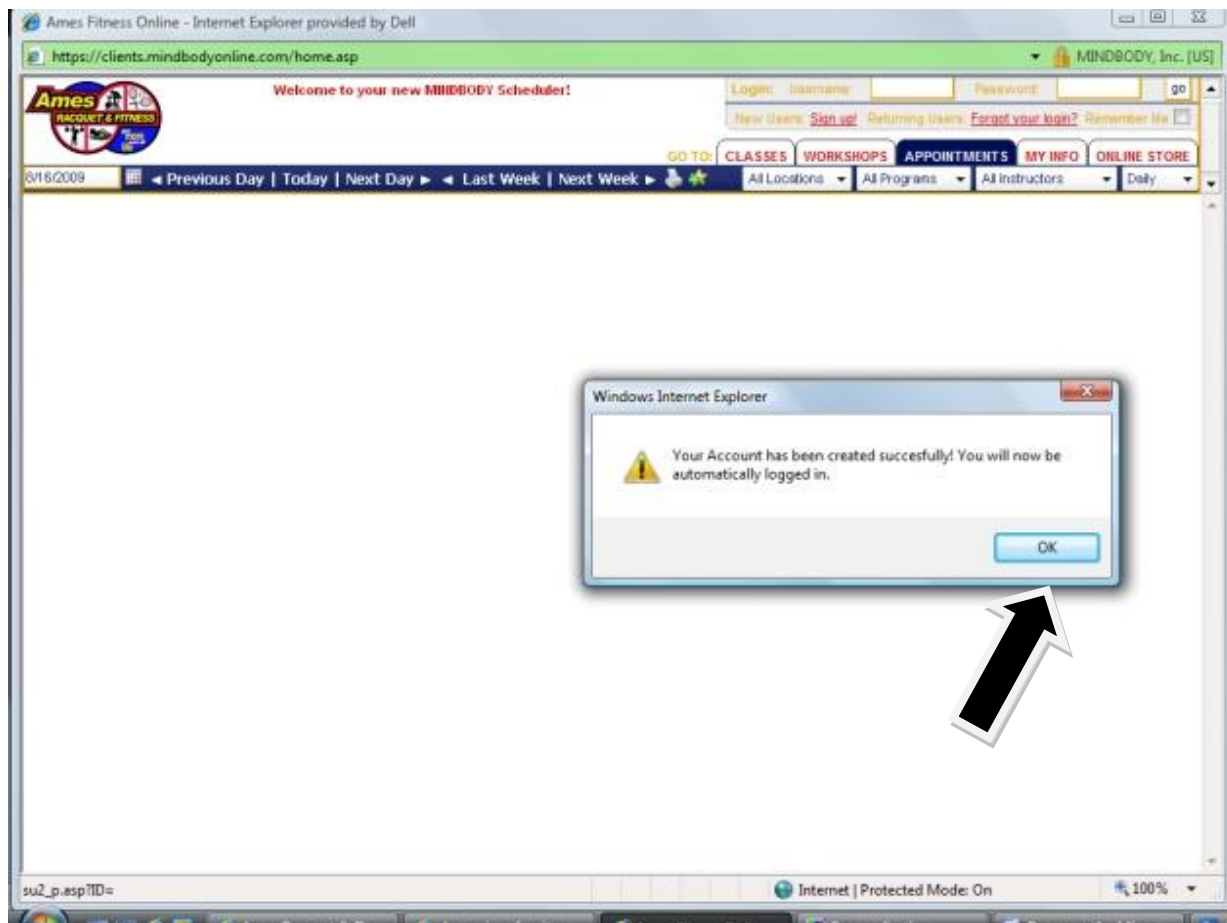 Ames Fitness Online - Internet Explorer provided by Dell
https://clients.mindbodyonline.com/home.asp
MINDBODY, Inc. [US]
Ames
RACQUET & FITNESS
Welcome to your new MINDBODY Scheduler!
Login: Username: Password: go
New Users: Sign up! Returning Users: Forgot your login? Remember Me
GO TO: CLASSES WORKSHOPS APPOINTMENTS MY INFO ONLINE STORE
8/16/2009 ◄ Previous Day | Today | Next Day ► ◄ Last Week | Next Week ► All Locations All Programs All Instructors Daily
Windows Internet Explorer
Your Account has been created succesfully! You will now be
automatically logged in.
OK
su2_p.asp?ID=
Internet | Protected Mode: On
100%